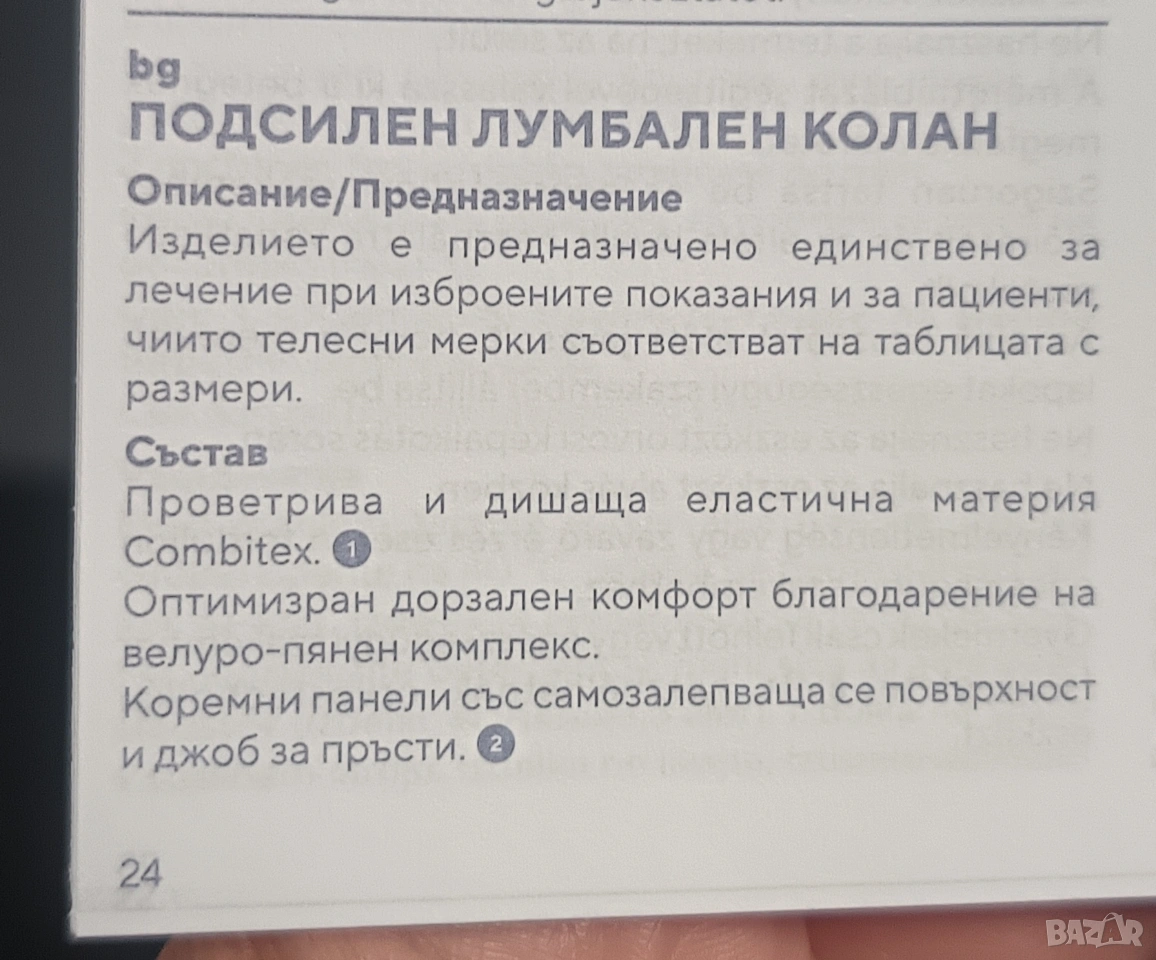 bg
ПОДСИЛЕН ЛУМБАЛЕН КОЛАН
Описание/Предназначение
Изделието е предназначено единствено за
лечение при изброените показания и за пациенти,
чиито телесни мерки съответстват на таблицата с
размери.
Състав
Проветрива и дишаща еластична материя
Combitex. 1
Оптимизран дорзален комфорт благодарение на
велуро-пянен комплекс.
Коремни панели със самозалепваща се повърхност
и джоб за пръсти. 2
24
BAZAR